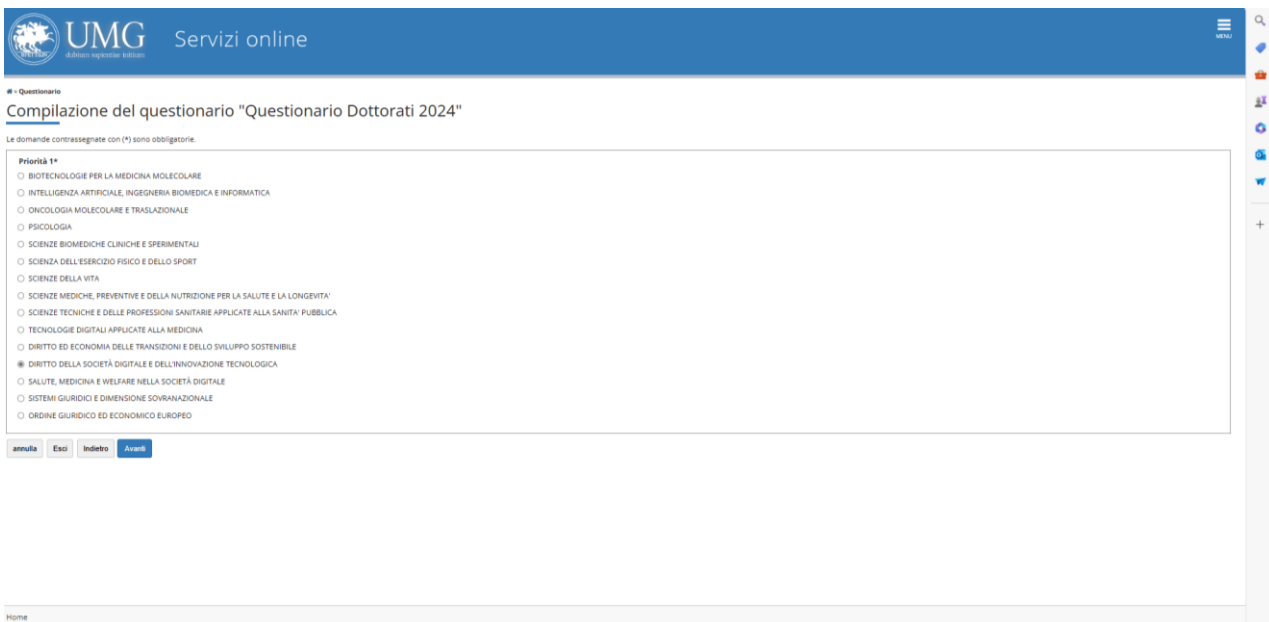 UMG
Servizi online
MENU
» Questionario
Compilazione del questionario "Questionario Dottorati 2024"
Le domande contrassegnate con (*) sono obbligatorie.
Priorità 1*
BIOTECNOLOGIE PER LA MEDICINA MOLECOLARE
INTELLIGENZA ARTIFICIALE, INGEGNERIA BIOMEDICA E INFORMATICA
ONCOLOGIA MOLECOLARE E TRASLAZIONALE
PSICOLOGIA
SCIENZE BIOMEDICHE CLINICHE E SPERIMENTALI
SCIENZA DELL'ESERCIZIO FISICO E DELLO SPORT
SCIENZE DELLA VITA
SCIENZE MEDICHE, PREVENTIVE E DELLA NUTRIZIONE PER LA SALUTE E LA LONGEVITA'
SCIENZE TECNICHE E DELLE PROFESSIONI SANITARIE APPLICATE ALLA SANITA' PUBBLICA
TECNOLOGIE DIGITALI APPLICATE ALLA MEDICINA
DIRITTO ED ECONOMIA DELLE TRANSIZIONI E DELLO SVILUPPO SOSTENIBILE
DIRITTO DELLA SOCIETÀ DIGITALE E DELL'INNOVAZIONE TECNOLOGICA
SALUTE, MEDICINA E WELFARE NELLA SOCIETÀ DIGITALE
SISTEMI GIURIDICI E DIMENSIONE SOVRANAZIONALE
ORDINE GIURIDICO ED ECONOMICO EUROPEO
annulla Esci Indietro Avanti
Home